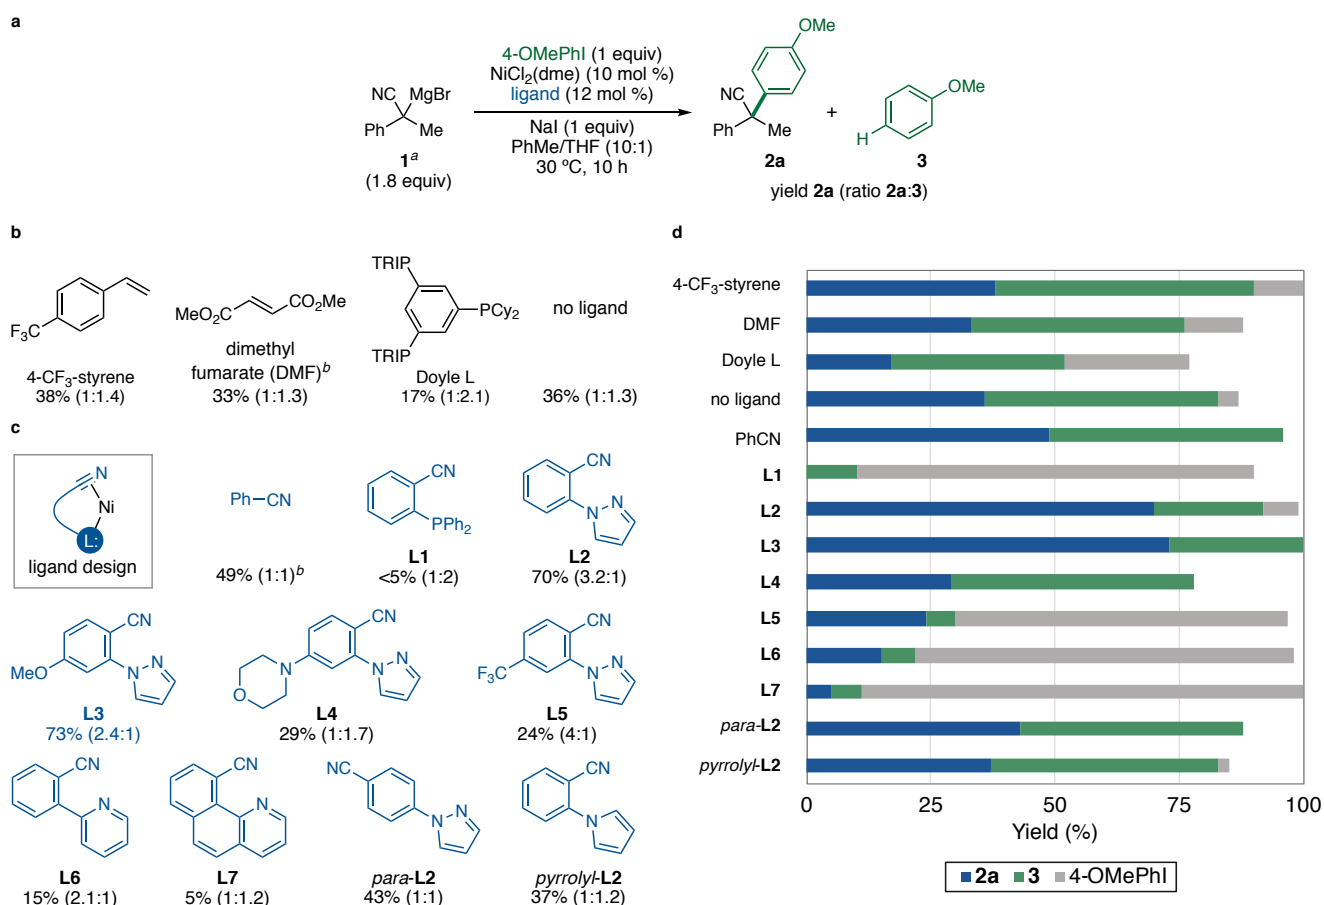 a
4-OMePhI (1 equiv)
NiCl2(dme) (10 mol %)
ligand (12 mol %)
NaI (1 equiv)
PhMe/THF (10:1)
30 ºC, 10 h
NC
MgBr
Ph
Me
1a
(1.8 equiv)
OMe
NC
Ph
Me
2a
+
OMe
H
3
yield 2a (ratio 2a:3)
b
F3C
4-CF3-styrene
38% (1:1.4)
CO2Me
MeO2C
dimethyl
fumarate (DMF)b
33% (1:1.3)
TRIP
PCy2
TRIP
Doyle L
17% (1:2.1)
no ligand
36% (1:1.3)
c
N
Ni
L:
ligand design
Ph CN
49% (1:1)b
CN
PPh2
L1
<5% (1:2)
CN
N N
L2
70% (3.2:1)
CN
MeO
N N
L3
73% (2.4:1)
CN
N
O
N N
L4
29% (1:1.7)
CN
F3C
N N
L5
24% (4:1)
CN
N
L6
15% (2.1:1)
CN
N
L7
5% (1:1.2)
NC
N N
para-L2
43% (1:1)
CN
N
pyrrolyl-L2
37% (1:1.2)
d
4-CF3-styrene
DMF
Doyle L
no ligand
PhCN
L1
L2
L3
L4
L5
L6
L7
para-L2
pyrrolyl-L2
0 25 50 75 100
Yield (%)
2a 3 4-OMePhI